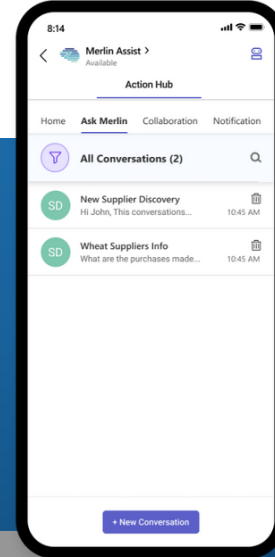 8:14
Merlin Assist >
Available
Action Hub
Home Ask Merlin Collaboration Notification
All Conversations (2)
SD New Supplier Discovery
Hi John, This conversations... 10:45 AM
SD Wheat Suppliers Info
What are the purchases made... 10:45 AM
+ New Conversation